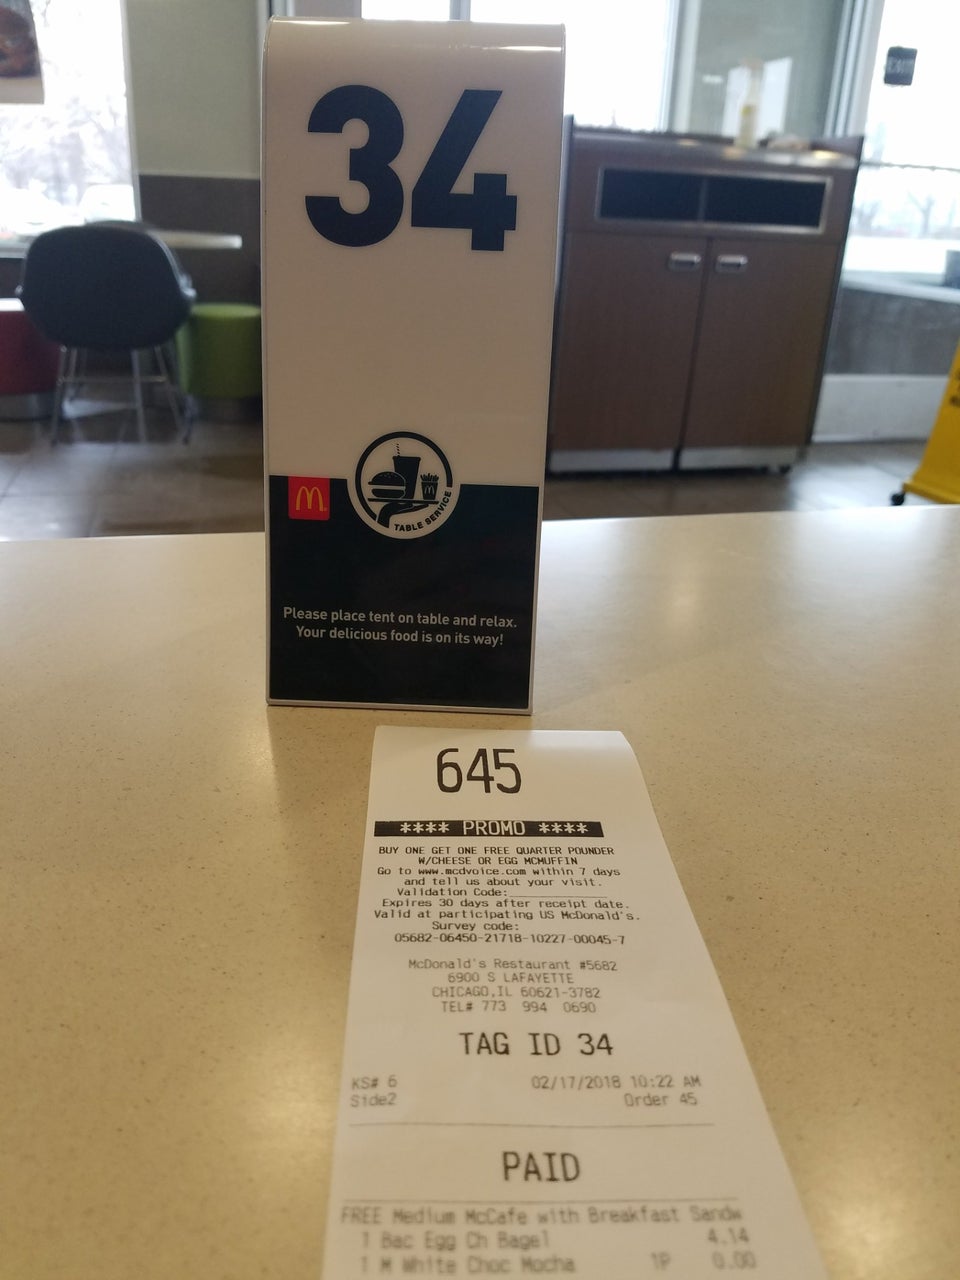 34
M
TABLE SERVICE
Please place tent on table and relax.
Your delicious food is on its way!
645
**** PROMO ****
BUY ONE GET ONE FREE QUARTER POUNDER
W/CHEESE OR EGG MCMUFFIN
Go to www.mcdvoice.com within 7 days
and tell us about your visit.
Validation Code:__________
Expires 30 days after receipt date.
Valid at participating US McDonald's.
Survey code:
05682-06450-21718-10227-00045-7
McDonald's Restaurant #5682
6900 S LAFAYETTE
CHICAGO,IL 60621-3782
TEL# 773 994 0690
TAG ID 34
KS# 6 02/17/2018 10:22 AM
Side2 Order 45
PAID
FREE Medium McCafe with Breakfast Sandw
1 Bac Egg Ch Bagel 4.14
1 M White Choc Mocha 1P 0.00